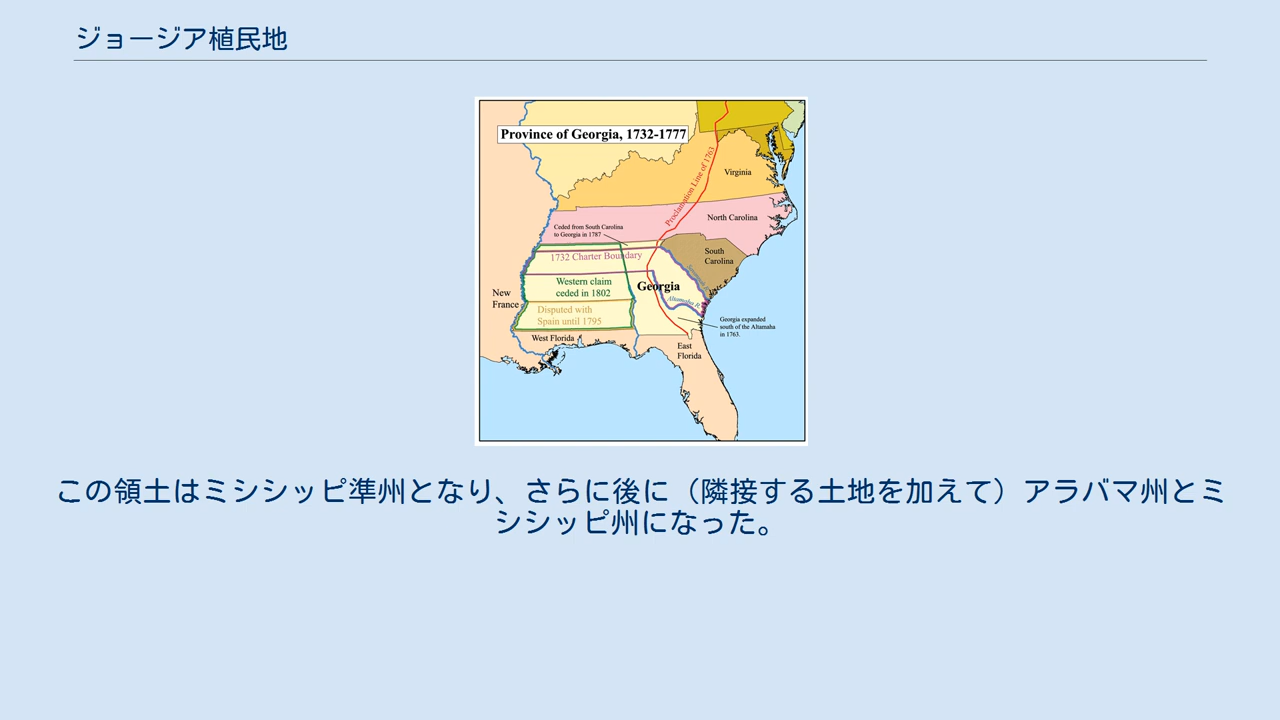 ジョージア植民地
Province of Georgia, 1732-1777
Proclamation Line of 1763
Virginia
North Carolina
Ceded from South Carolina
to Georgia in 1787
South
Carolina
1732 Charter Boundary
Western claim
ceded in 1802
Georgia
New
France
Altamaha R.
Disputed with
Spain until 1795
Georgia expanded
south of the Altamaha
in 1763.
West Florida
East
Florida
この領土はミシシッピ準州となり、さらに後に（隣接する土地を加えて）アラバマ州とミ
シシッピ州になった。